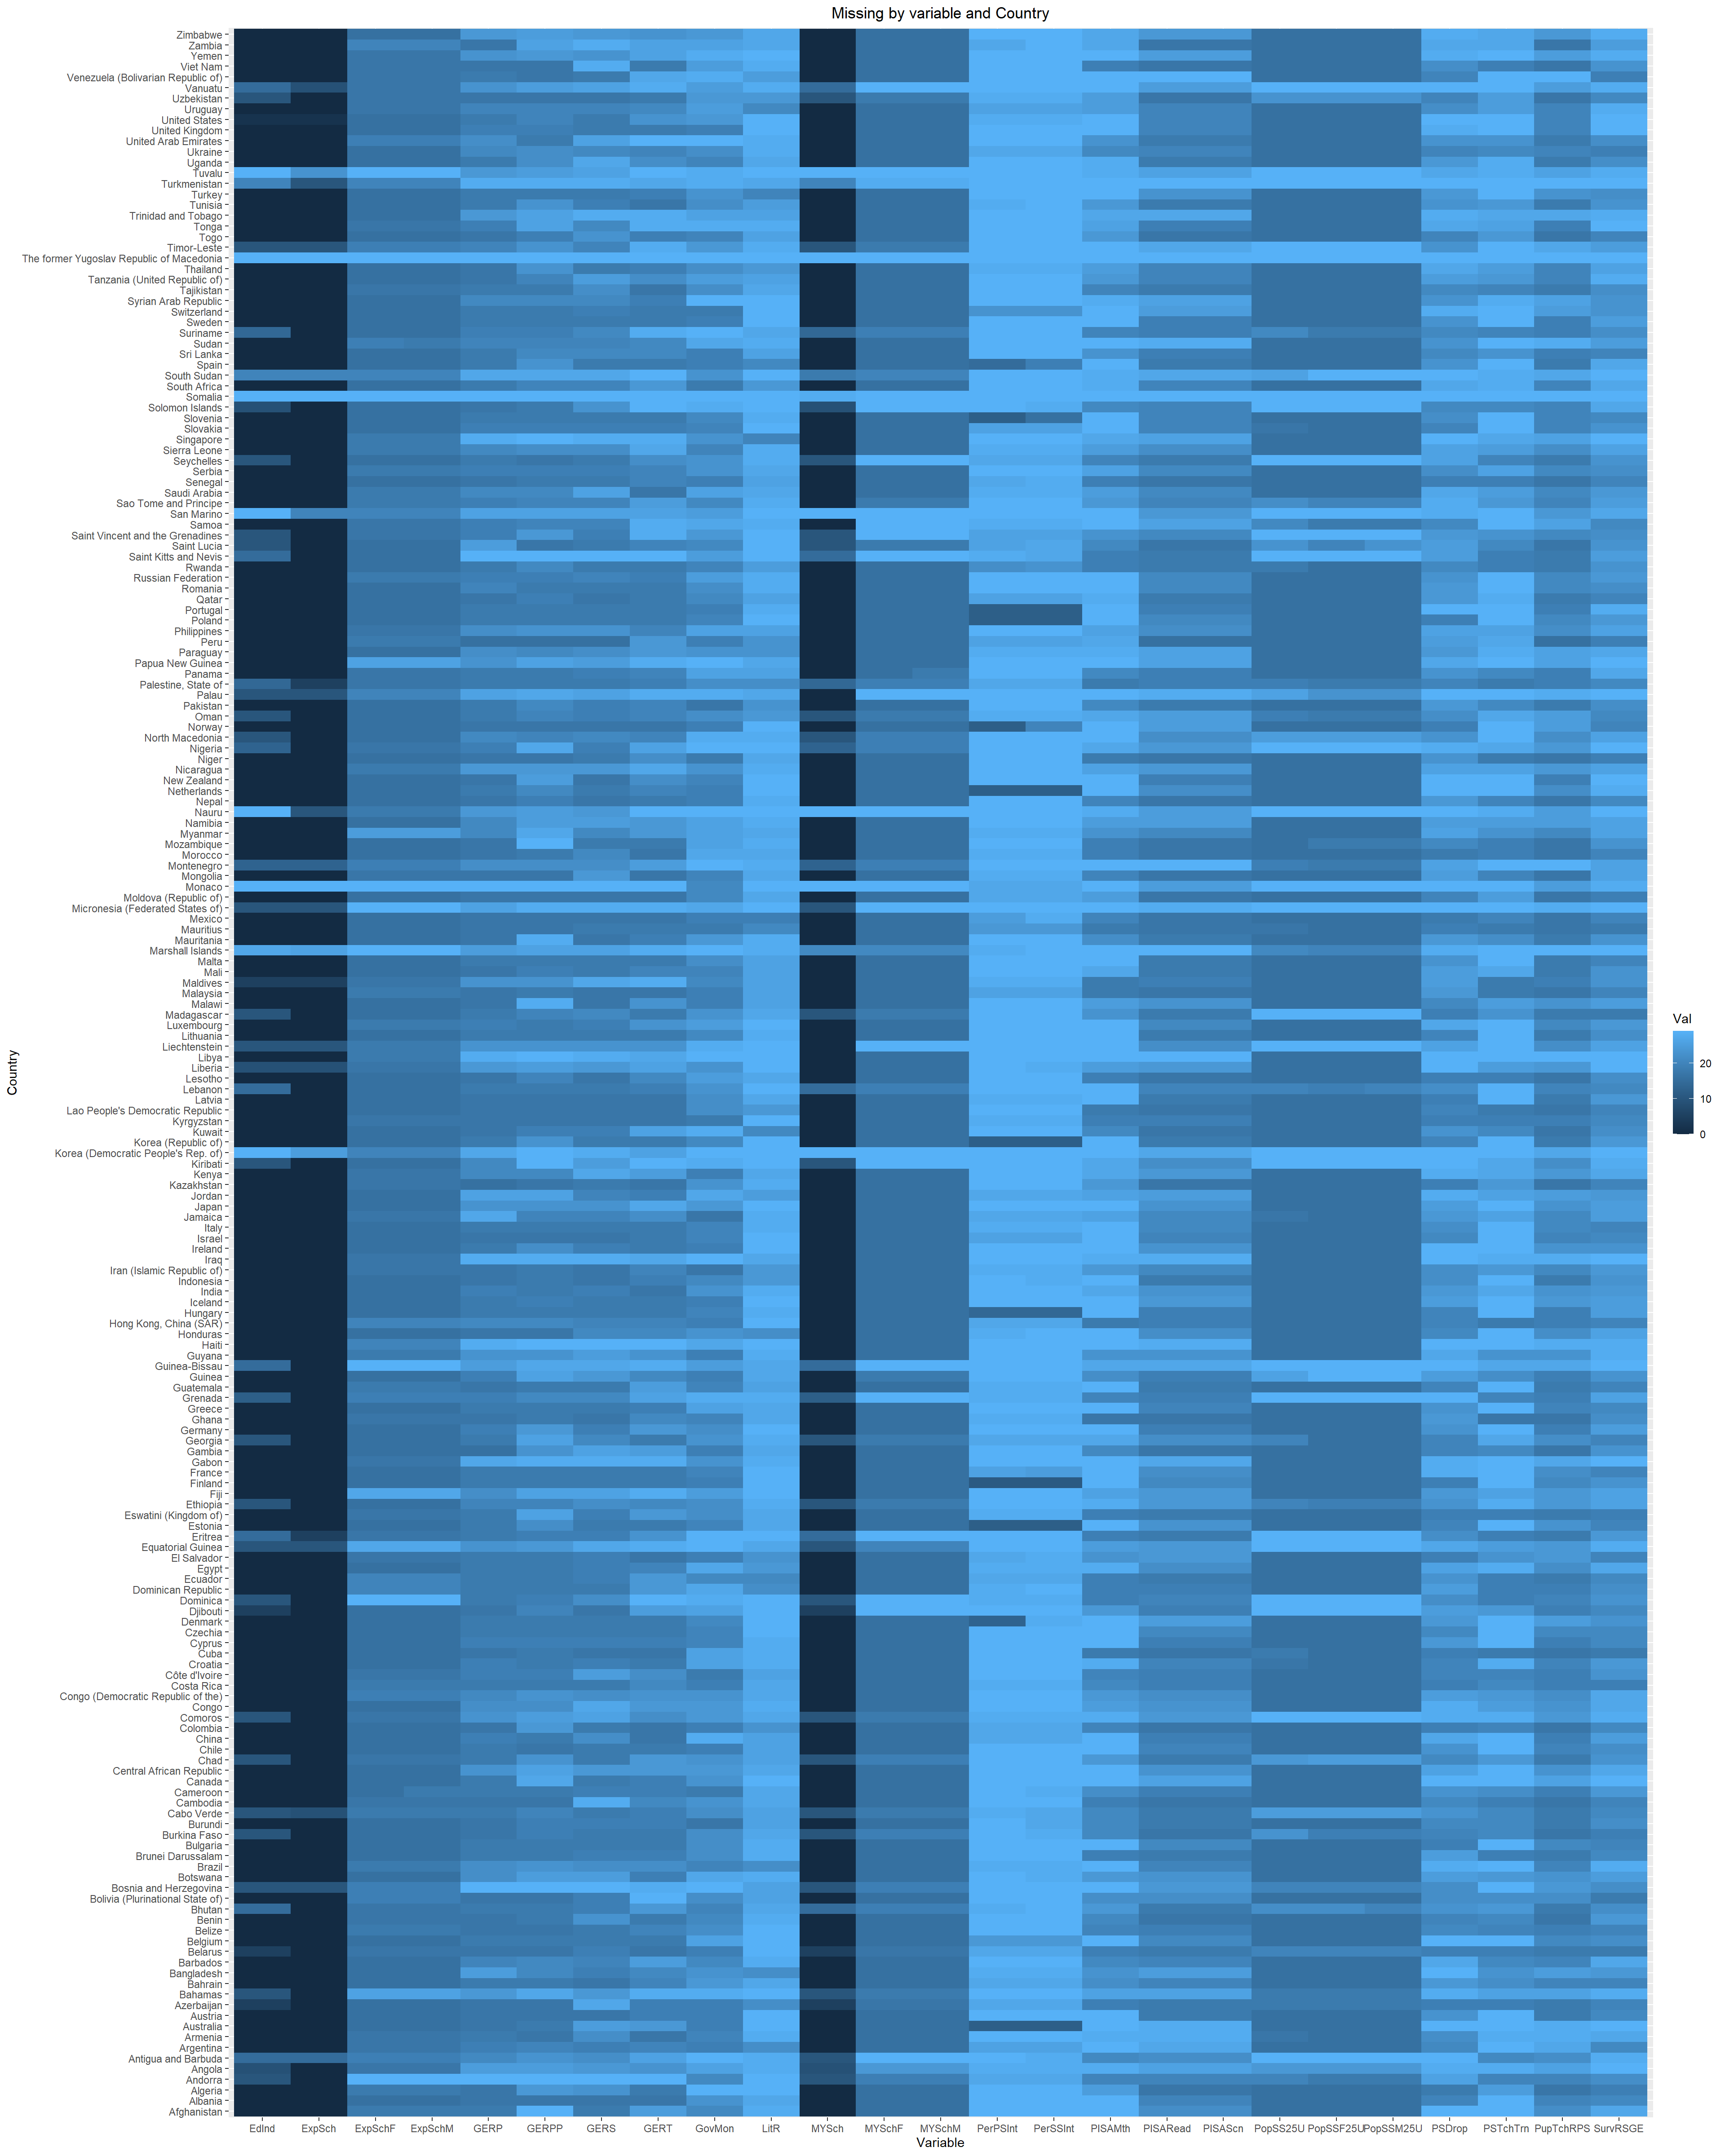 Missing by variable and Country
Zimbabwe
Zambia
Yemen
Viet Nam
Venezuela (Bolivarian Republic of)
Vanuatu
Uzbekistan
Uruguay
United States
United Kingdom
United Arab Emirates
Ukraine
Uganda
Tuvalu
Turkmenistan
Turkey
Tunisia
Trinidad and Tobago
Tonga
Togo
Timor-Leste
The former Yugoslav Republic of Macedonia
Thailand
Tanzania (United Republic of)
Tajikistan
Syrian Arab Republic
Switzerland
Sweden
Suriname
Sudan
Sri Lanka
Spain
South Sudan
South Africa
Somalia
Solomon Islands
Slovenia
Slovakia
Singapore
Sierra Leone
Seychelles
Serbia
Senegal
Saudi Arabia
Sao Tome and Principe
San Marino
Samoa
Saint Vincent and the Grenadines
Saint Lucia
Saint Kitts and Nevis
Rwanda
Russian Federation
Romania
Qatar
Portugal
Poland
Philippines
Peru
Paraguay
Papua New Guinea
Panama
Palestine, State of
Palau
Pakistan
Oman
Norway
North Macedonia
Nigeria
Niger
Nicaragua
New Zealand
Netherlands
Nepal
Nauru
Namibia
Myanmar
Mozambique
Morocco
Montenegro
Mongolia
Monaco
Moldova (Republic of)
Micronesia (Federated States of)
Mexico
Mauritius
Mauritania
Marshall Islands
Malta
Mali
Maldives
Malaysia
Malawi
Madagascar
Luxembourg
Lithuania
Liechtenstein
Libya
Liberia
Lesotho
Lebanon
Latvia
Lao People's Democratic Republic
Kyrgyzstan
Kuwait
Korea (Republic of)
Korea (Democratic People's Rep. of)
Kiribati
Kenya
Kazakhstan
Jordan
Japan
Jamaica
Italy
Israel
Ireland
Iraq
Iran (Islamic Republic of)
Indonesia
India
Iceland
Hungary
Hong Kong, China (SAR)
Honduras
Haiti
Guyana
Guinea-Bissau
Guinea
Guatemala
Grenada
Greece
Ghana
Germany
Georgia
Gambia
Gabon
France
Finland
Fiji
Ethiopia
Eswatini (Kingdom of)
Estonia
Eritrea
Equatorial Guinea
El Salvador
Egypt
Ecuador
Dominican Republic
Dominica
Djibouti
Denmark
Czechia
Cyprus
Cuba
Croatia
Côte d'Ivoire
Costa Rica
Congo (Democratic Republic of the)
Congo
Comoros
Colombia
China
Chile
Chad
Central African Republic
Canada
Cameroon
Cambodia
Cabo Verde
Burundi
Burkina Faso
Bulgaria
Brunei Darussalam
Brazil
Botswana
Bosnia and Herzegovina
Bolivia (Plurinational State of)
Bhutan
Benin
Belize
Belgium
Belarus
Barbados
Bangladesh
Bahrain
Bahamas
Azerbaijan
Austria
Australia
Armenia
Argentina
Antigua and Barbuda
Angola
Andorra
Algeria
Albania
Afghanistan
Country
EdInd ExpSch ExpSchF ExpSchM GERP GERPP GERS GERT GovMon LitR MYSch MYSchF MYSchM PerPSInt PerSSInt PISAMth PISARead PISAScn PopSS25U PopSSF25U PopSSM25U PSDrop PSTchTrn PupTchRPS SurvRSGE
Variable
Val
20
10
0